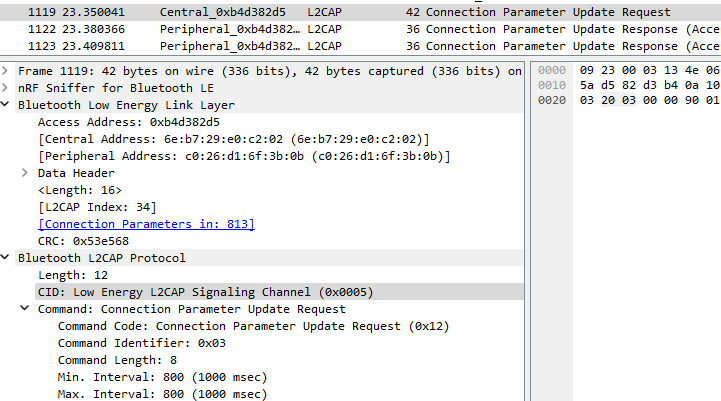 1119 23.350041 Central_0xb4d382d5 L2CAP 42 Connection Parameter Update Request
1122 23.380366 Peripheral_0xb4d382… L2CAP 36 Connection Parameter Update Response (Acce
1123 23.409811 Peripheral_0xb4d382… L2CAP 36 Connection Parameter Update Response (Acce
Frame 1119: 42 bytes on wire (336 bits), 42 bytes captured (336 bits) on
nRF Sniffer for Bluetooth LE
Bluetooth Low Energy Link Layer
Access Address: 0xb4d382d5
[Central Address: 6e:b7:29:e0:c2:02 (6e:b7:29:e0:c2:02)]
[Peripheral Address: c0:26:d1:6f:3b:0b (c0:26:d1:6f:3b:0b)]
Data Header
<Length: 16>
[L2CAP Index: 34]
[Connection Parameters in: 813]
CRC: 0x53e568
Bluetooth L2CAP Protocol
Length: 12
CID: Low Energy L2CAP Signaling Channel (0x0005)
Command: Connection Parameter Update Request
Command Code: Connection Parameter Update Request (0x12)
Command Identifier: 0x03
Command Length: 8
Min. Interval: 800 (1000 msec)
Max. Interval: 800 (1000 msec)
0000 09 23 00 03 13 4e 06
0010 5a d5 82 d3 b4 0a 10
0020 03 20 03 00 00 90 01